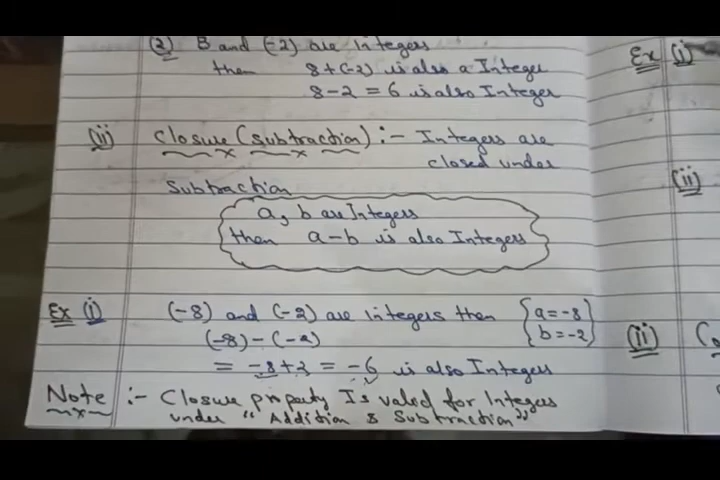 (2) 8 and (-2) are Integers
then 8+(-2) is also a Integer
8-2 = 6 is also Integer
(ii) Closure (Subtraction) :- Integers are
closed under
Subtraction
a, b are Integers
then a-b is also Integers
Ex (i) (-8) and (-2) are integers then {a=-8
b=-2}
(-8)-(-2)
= -8+2 = -6 is also Integers
Note :- Closure property Is valid for Integers
under "Addition & Subtraction"
Ex (i)
(ii)
(ii)